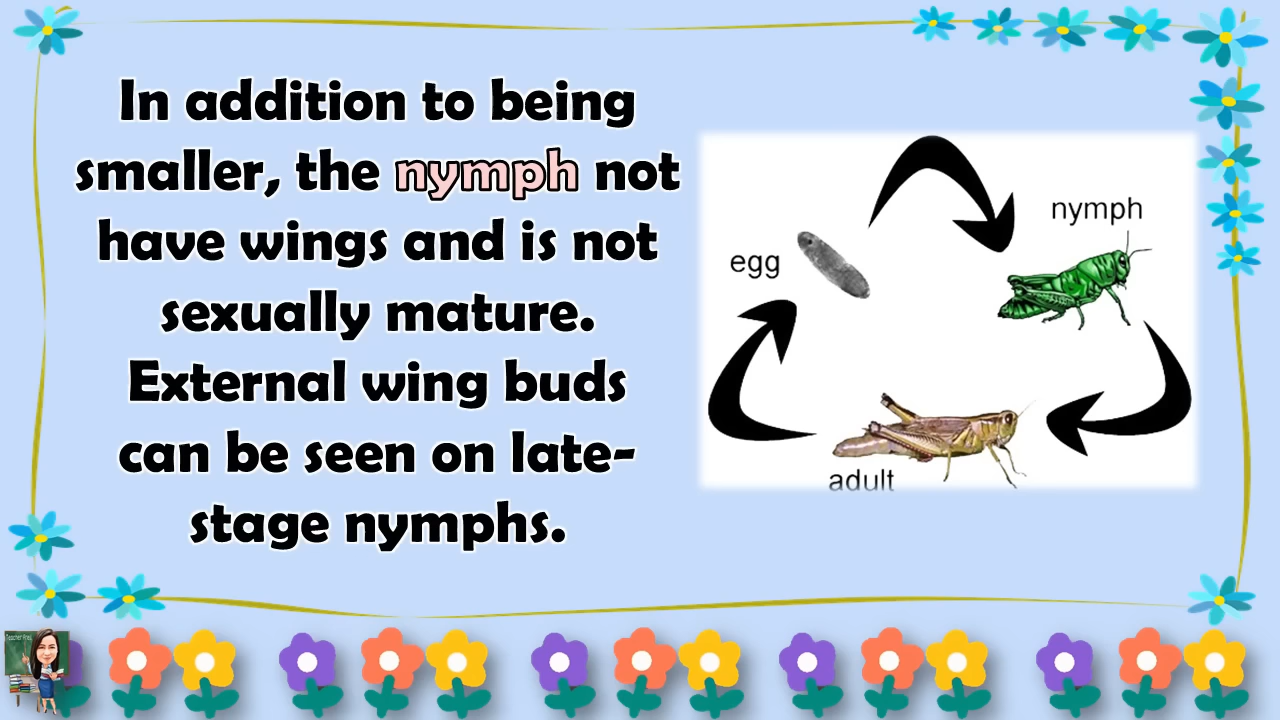 In addition to being
smaller, the nymph not
have wings and is not
sexually mature.
External wing buds
can be seen on late-
stage nymphs.
nymph
egg
adult